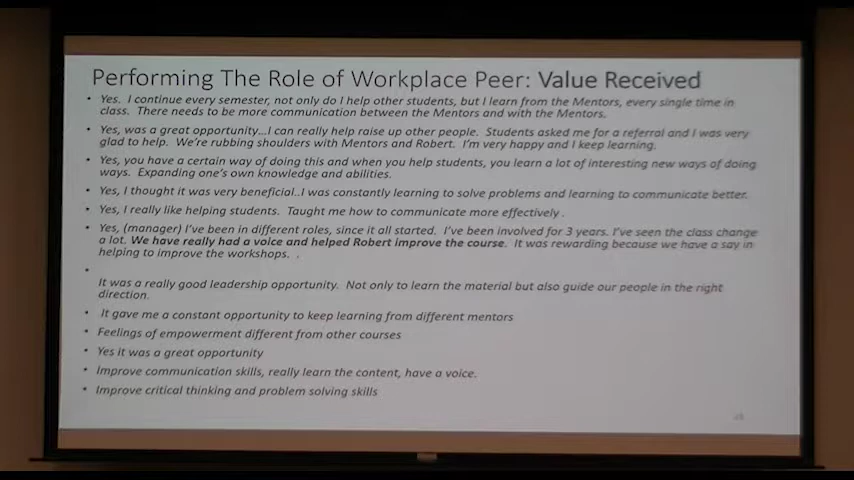 Performing The Role of Workplace Peer: Value Received
• Yes. I continue every semester, not only do I help other students, but I learn from the Mentors, every single time in
class. There needs to be more communication between the Mentors and with the Mentors.
• Yes, was a great opportunity...I can really help raise up other people. Students asked me for a referral and I was very
glad to help. We're rubbing shoulders with Mentors and Robert. I'm very happy and I keep learning.
• Yes, you have a certain way of doing this and when you help students, you learn a lot of interesting new ways of doing
ways. Expanding one's own knowledge and abilities.
• Yes, I thought it was very beneficial..I was constantly learning to solve problems and learning to communicate better.
• Yes, I really like helping students. Taught me how to communicate more effectively .
• Yes, (manager) I've been in different roles, since it all started. I've been involved for 3 years. I've seen the class change
a lot. We have really had a voice and helped Robert improve the course. It was rewarding because we have a say in
helping to improve the workshops. .
•
It was a really good leadership opportunity. Not only to learn the material but also guide our people in the right
direction.
• It gave me a constant opportunity to keep learning from different mentors
• Feelings of empowerment different from other courses
• Yes it was a great opportunity
• Improve communication skills, really learn the content, have a voice.
• Improve critical thinking and problem solving skills